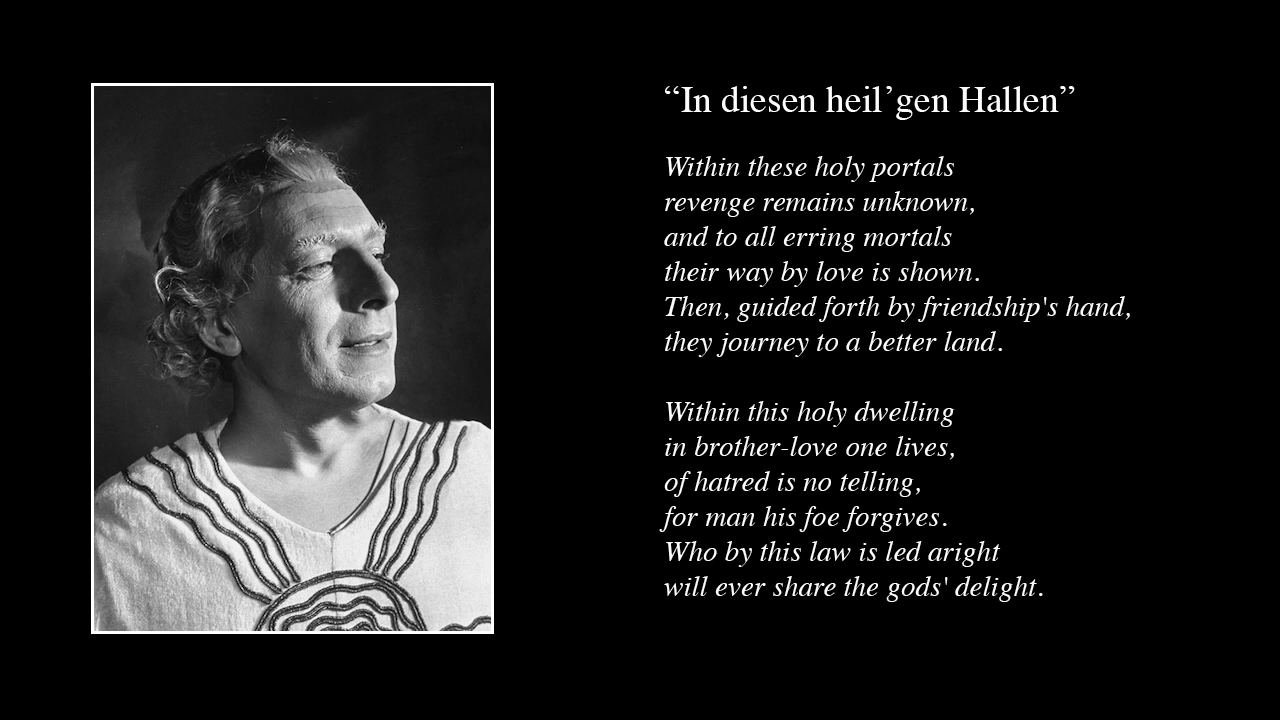 “In diesen heil’gen Hallen”
Within these holy portals
revenge remains unknown,
and to all erring mortals
their way by love is shown.
Then, guided forth by friendship's hand,
they journey to a better land.
Within this holy dwelling
in brother-love one lives,
of hatred is no telling,
for man his foe forgives.
Who by this law is led aright
will ever share the gods' delight.